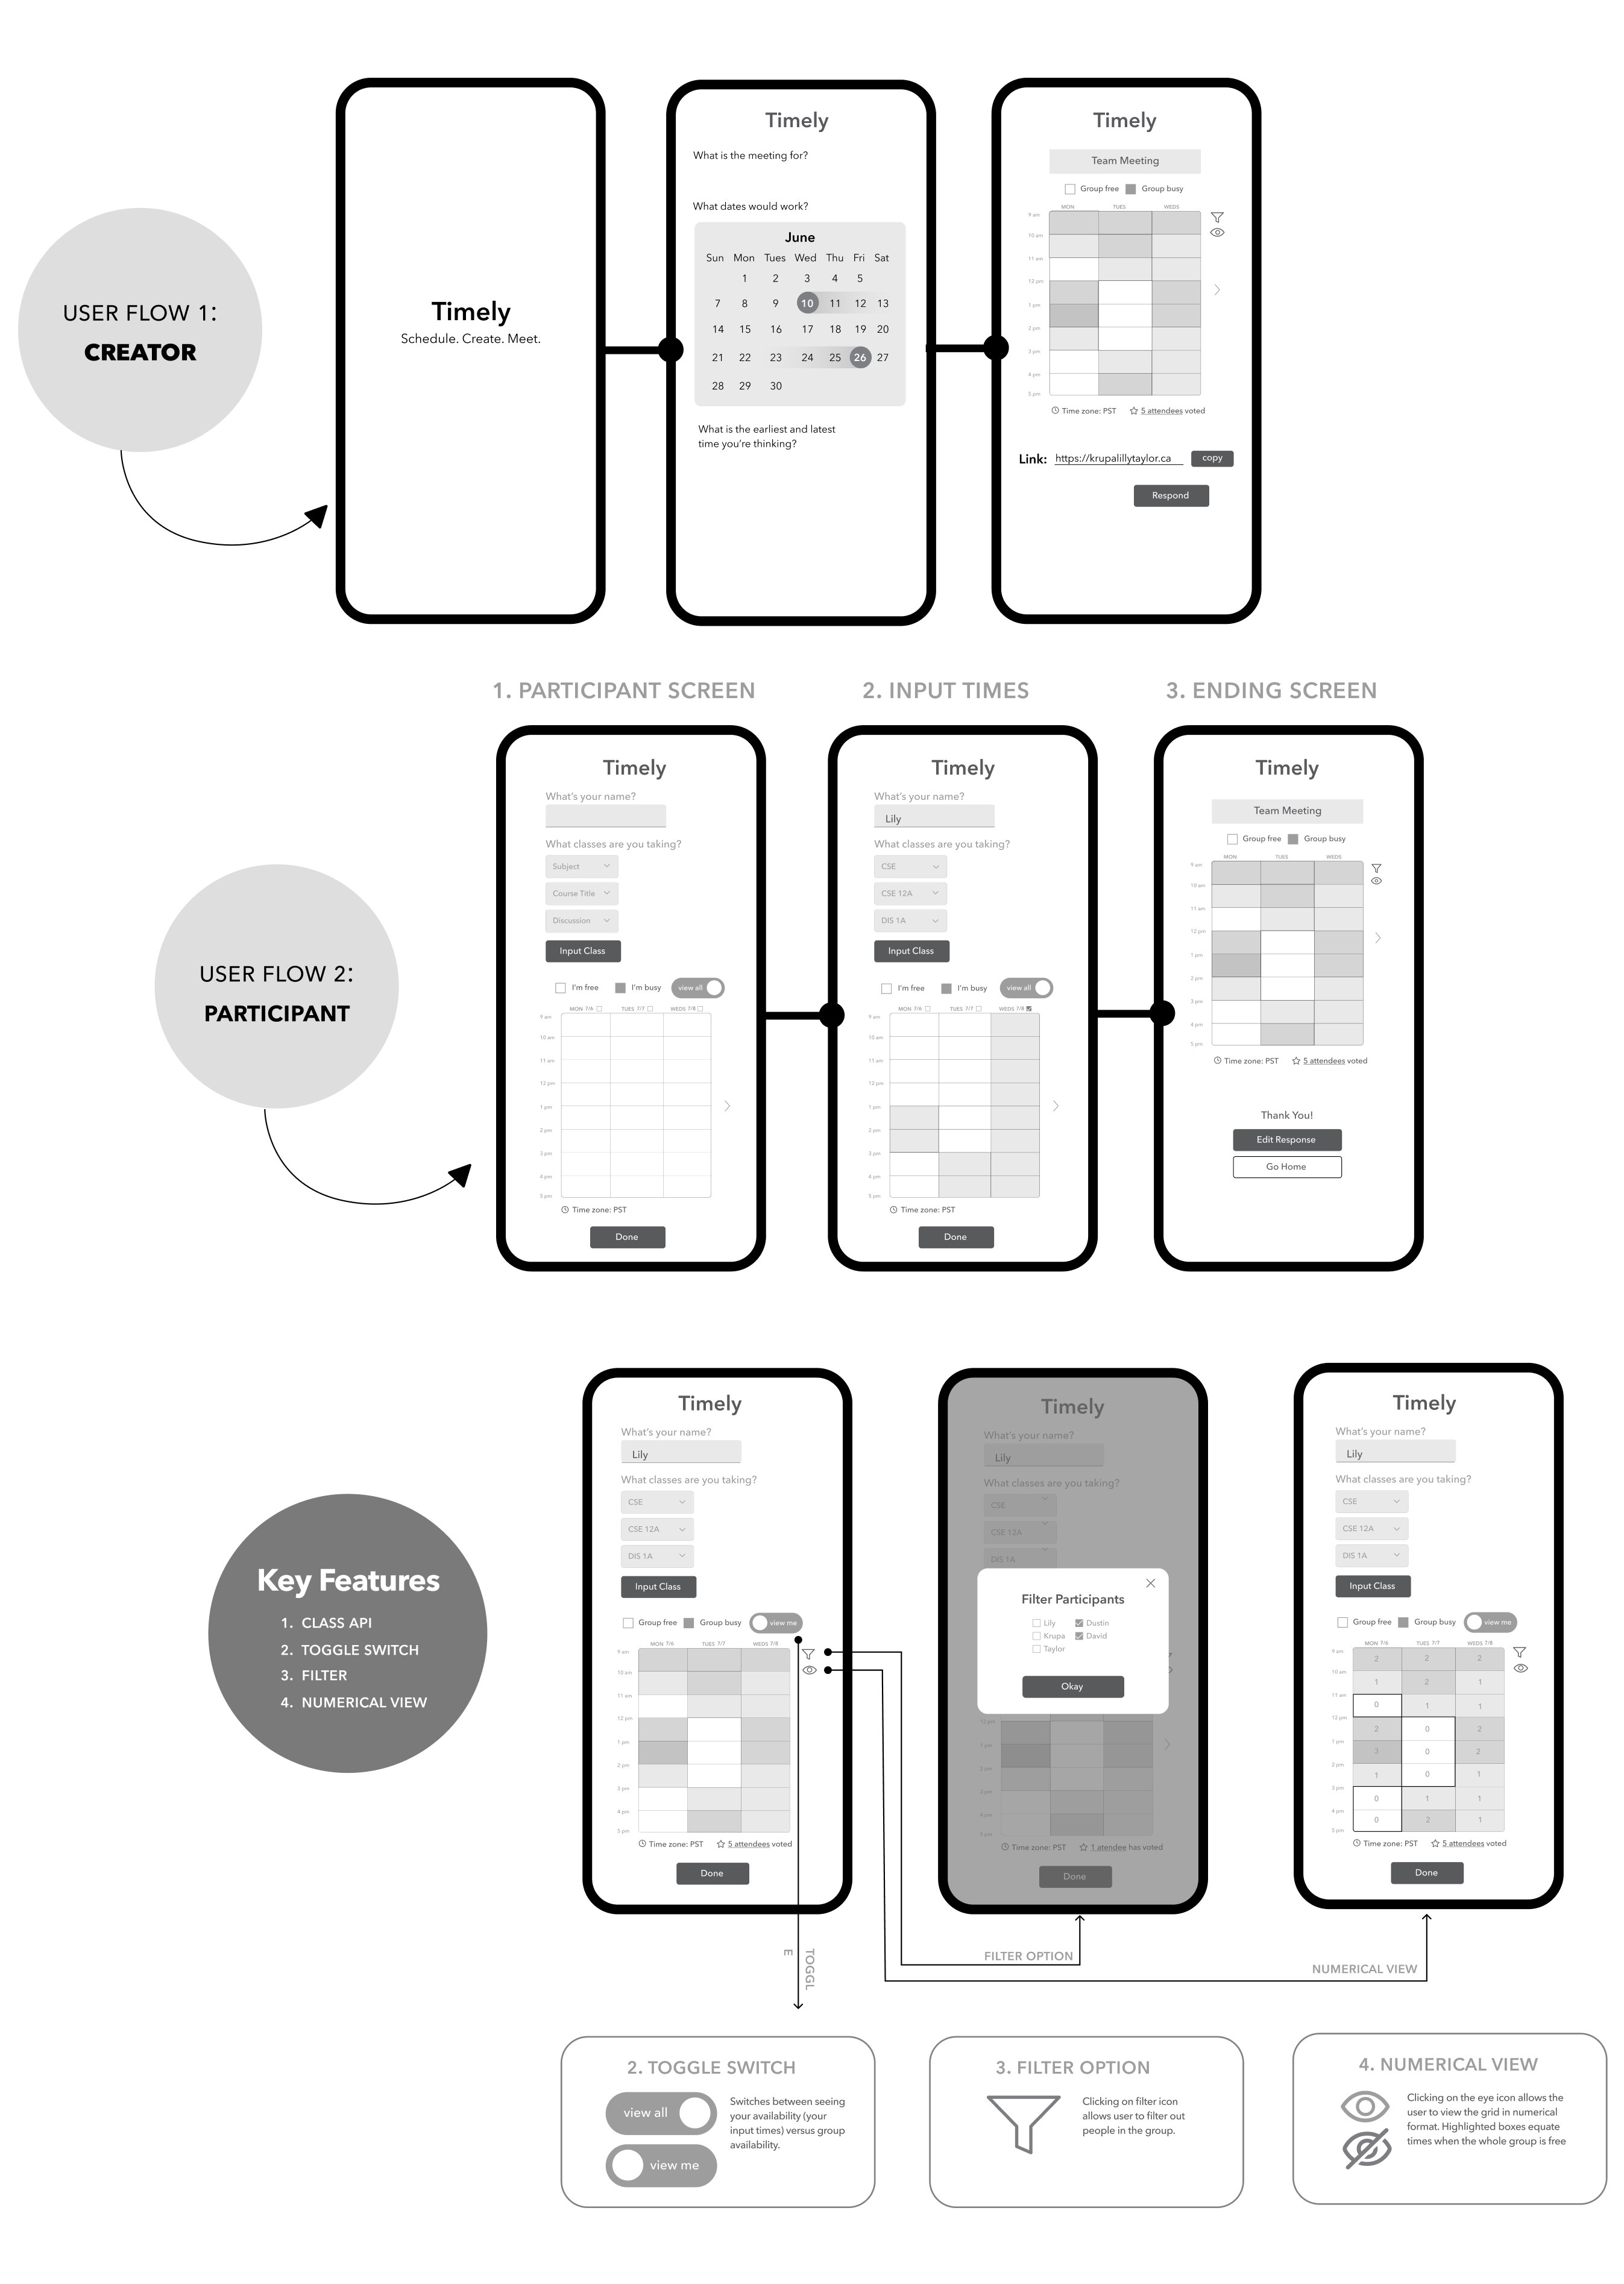 USER FLOW 1:
CREATOR
Timely
Schedule. Create. Meet.
Timely
What is the meeting for?
What dates would work?
June
Sun Mon Tues Wed Thu Fri Sat
1 2 3 4 5
7 8 9 10 11 12 13
14 15 16 17 18 19 20
21 22 23 24 25 26 27
28 29 30
What is the earliest and latest
time you're thinking?
Timely
Team Meeting
Group free Group busy
MON TUES WEDS
9 am
10 am
11 am
12 pm
1 pm
2 pm
3 pm
4 pm
5 pm
Time zone: PST 5 attendees voted
Link: https://krupalillytaylor.ca copy
Respond
USER FLOW 2:
PARTICIPANT
1. PARTICIPANT SCREEN
Timely
What's your name?
What classes are you taking?
Subject
Course Title
Discussion
Input Class
I'm free I'm busy view all
MON 7/6 TUES 7/7 WEDS 7/8
9 am
10 am
11 am
12 pm
1 pm
2 pm
3 pm
4 pm
5 pm
Time zone: PST
Done
2. INPUT TIMES
Timely
What's your name?
Lily
What classes are you taking?
CSE
CSE 12A
DIS 1A
Input Class
I'm free I'm busy view all
MON 7/6 TUES 7/7 WEDS 7/8
9 am
10 am
11 am
12 pm
1 pm
2 pm
3 pm
4 pm
5 pm
Time zone: PST
Done
3. ENDING SCREEN
Timely
Team Meeting
Group free Group busy
MON TUES WEDS
9 am
10 am
11 am
12 pm
1 pm
2 pm
3 pm
4 pm
5 pm
Time zone: PST 5 attendees voted
Thank You!
Edit Response
Go Home
Key Features
1. CLASS API
2. TOGGLE SWITCH
3. FILTER
4. NUMERICAL VIEW
Timely
What's your name?
Lily
What classes are you taking?
CSE
CSE 12A
DIS 1A
Input Class
Group free Group busy view me
MON 7/6 TUES 7/7 WEDS 7/8
9 am
10 am
11 am
12 pm
1 pm
2 pm
3 pm
4 pm
5 pm
Time zone: PST 5 attendees voted
Done
Timely
What's your name?
Lily
What classes are you taking?
CSE
CSE 12A
DIS 1A
Filter Participants
Lily Dustin
Krupa David
Taylor
Okay
12 pm
1 pm
2 pm
3 pm
4 pm
5 pm
Time zone: PST 1 atendee has voted
Done
Timely
What's your name?
Lily
What classes are you taking?
CSE
CSE 12A
DIS 1A
Input Class
Group free Group busy view me
MON 7/6 TUES 7/7 WEDS 7/8
9 am 2 2 2
10 am 1 2 1
11 am 0 1 1
12 pm 2 0 2
1 pm 3 0 2
2 pm 1 0 1
3 pm 0 1 1
4 pm 0 2 1
5 pm
Time zone: PST 5 attendees voted
Done
TOGGL
E
FILTER OPTION
NUMERICAL VIEW
2. TOGGLE SWITCH
view all
view me
Switches between seeing
your availability (your
input times) versus group
availability.
3. FILTER OPTION
Clicking on filter icon
allows user to filter out
people in the group.
4. NUMERICAL VIEW
Clicking on the eye icon allows the
user to view the grid in numerical
format. Highlighted boxes equate
times when the whole group is free